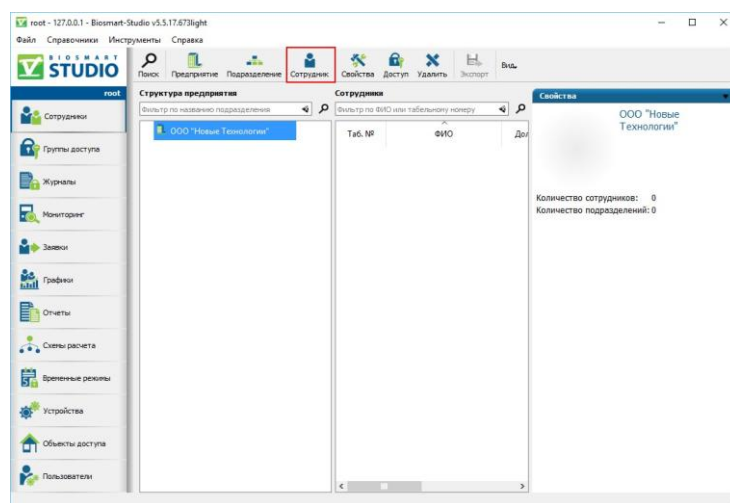 root - 127.0.0.1 - Biosmart-Studio v5.5.17.673light
Файл Справочники Инструменты Справка
BIOSMART
STUDIO
Поиск Предприятие Подразделение Сотрудник Свойства Доступ Удалить Экспорт Вид
root
Структура предприятия
Сотрудники
Свойства
Фильтр по названию подразделения
Фильтр по ФИО или табельному номеру
ООО "Новые Технологии"
Таб. № ФИО
ООО "Новые
Технологии"
Количество сотрудников: 0
Количество подразделений: 0
Сотрудники
Группы доступа
Журналы
Мониторинг
Заявки
Графики
Отчеты
Схемы расчета
Временные режимы
Устройства
Объекты доступа
Пользователи